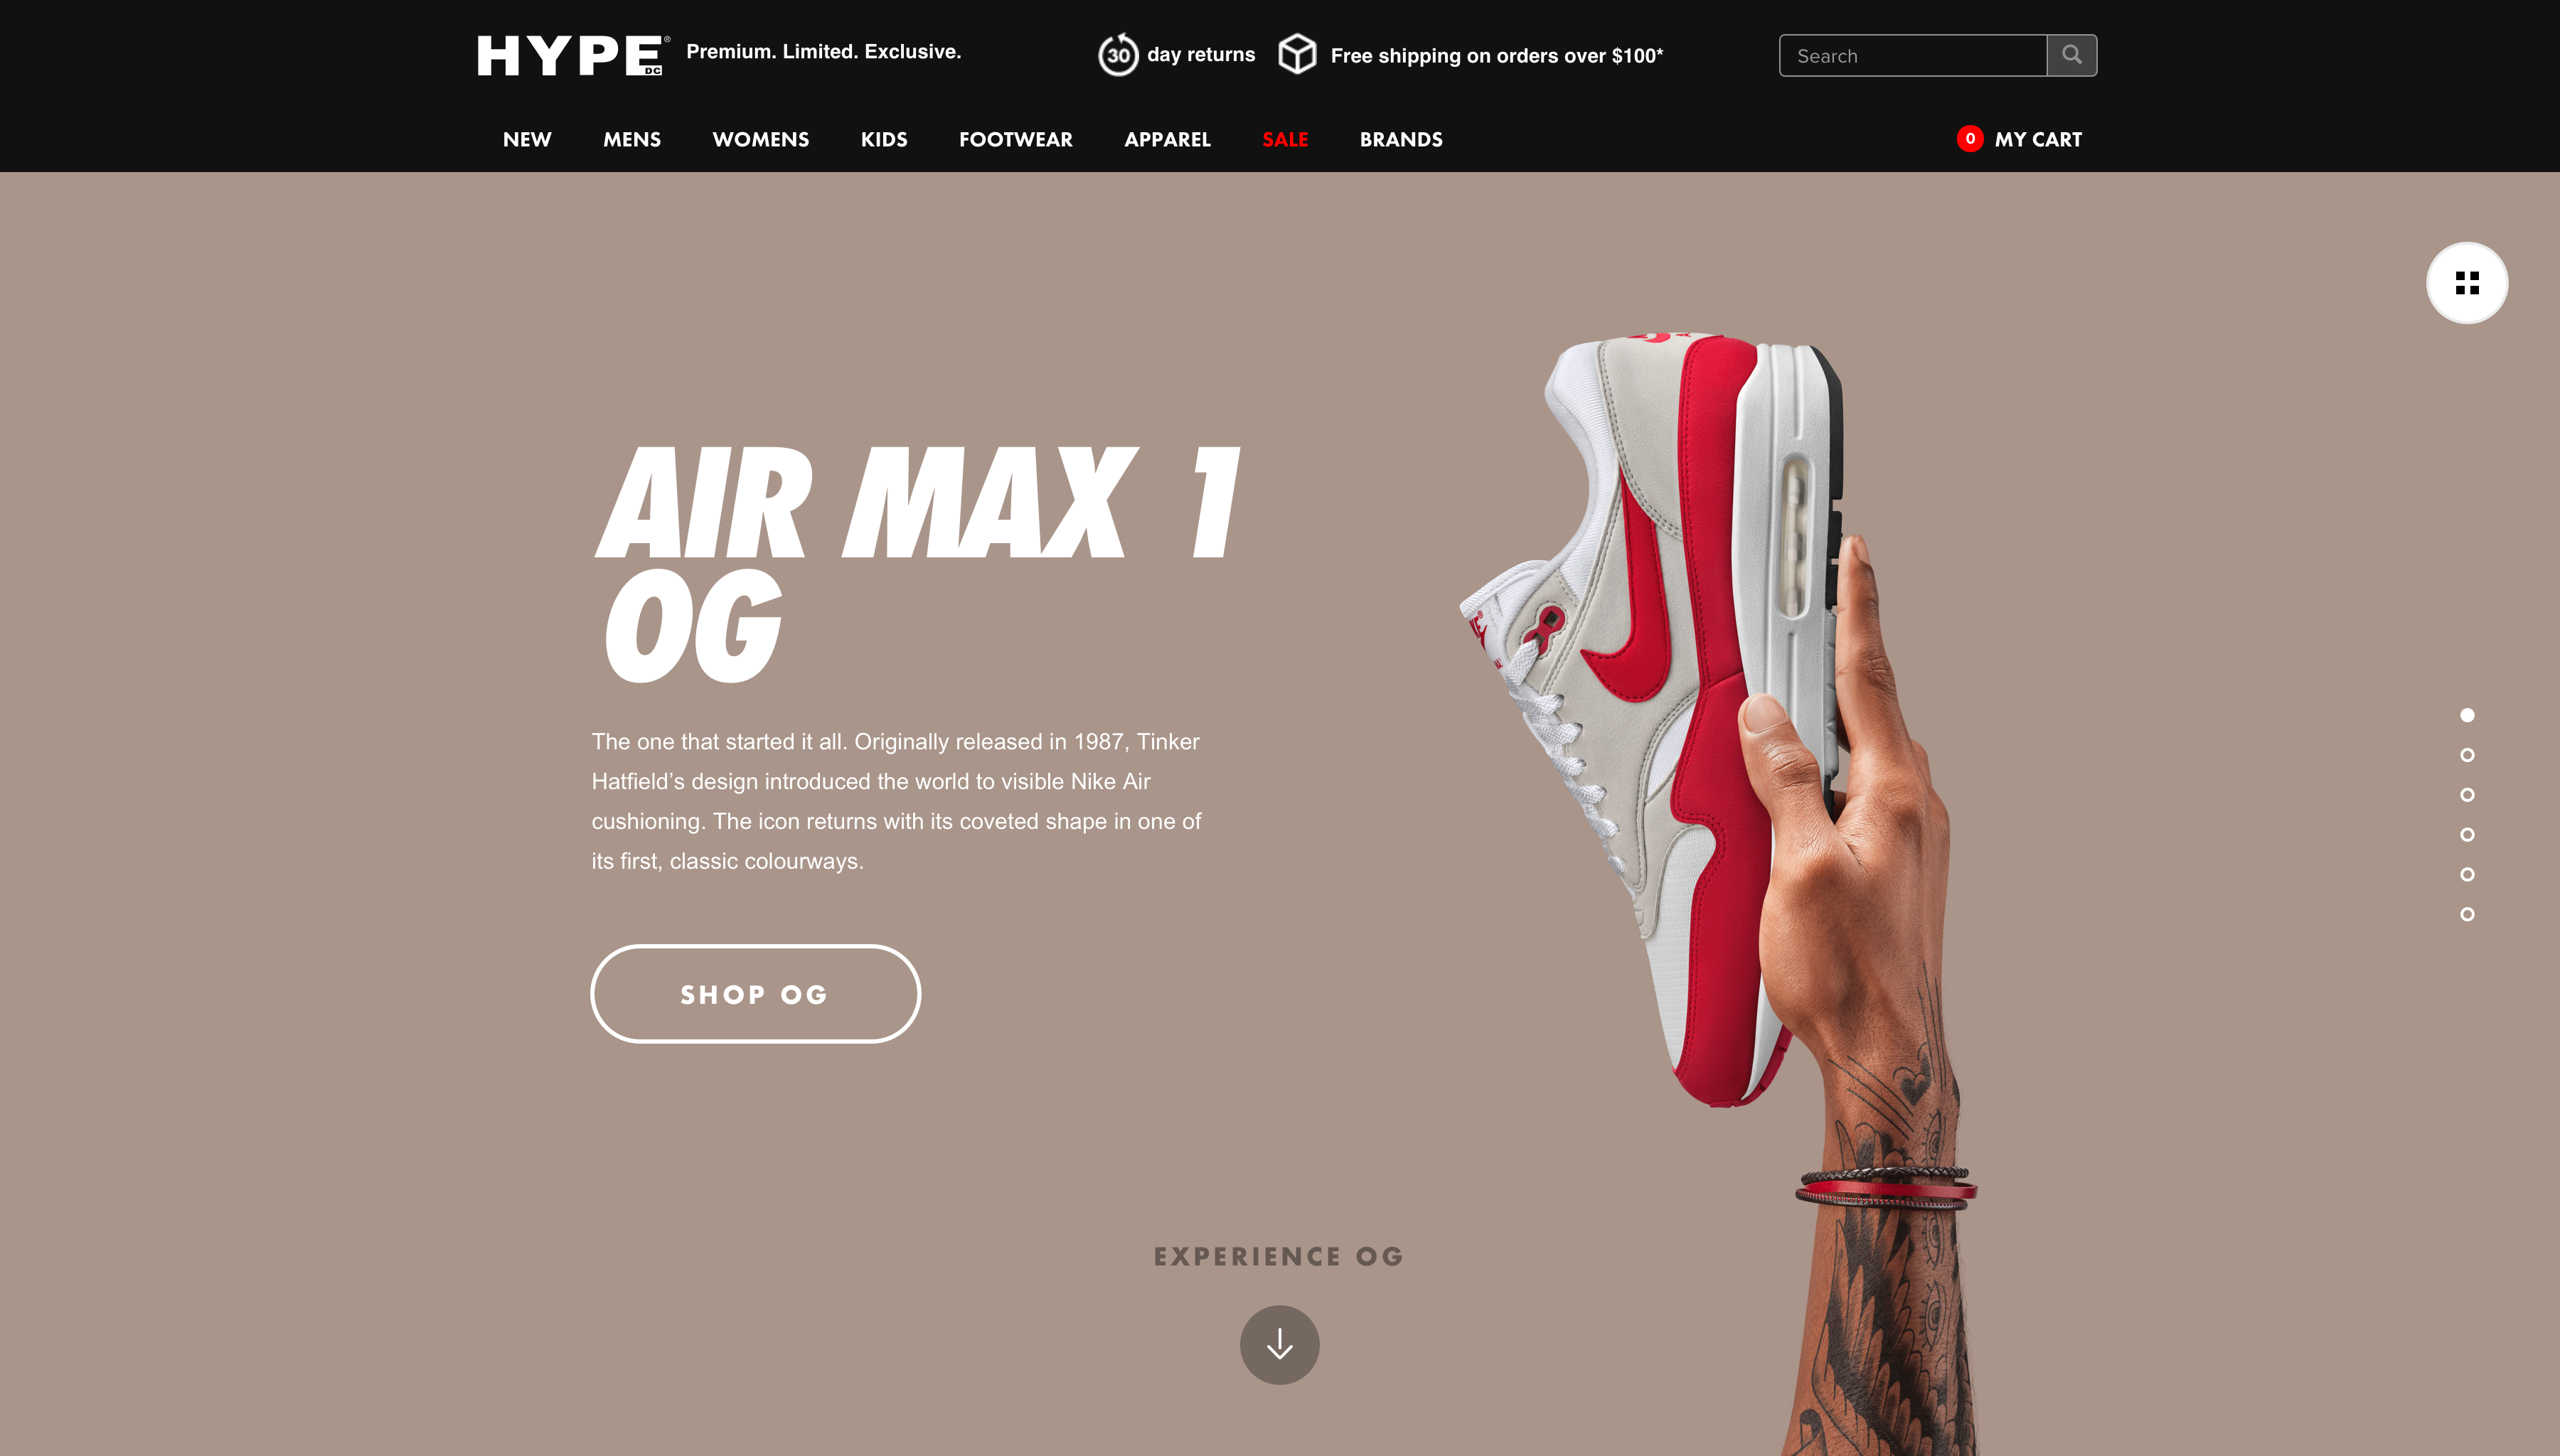 HYPE DC®
Premium. Limited. Exclusive.
30 day returns
Free shipping on orders over $100*
Search
NEW MENS WOMENS KIDS FOOTWEAR APPAREL SALE BRANDS
0 MY CART
AIR MAX 1
OG
The one that started it all. Originally released in 1987, Tinker
Hatfield’s design introduced the world to visible Nike Air
cushioning. The icon returns with its coveted shape in one of
its first, classic colourways.
SHOP OG
EXPERIENCE OG